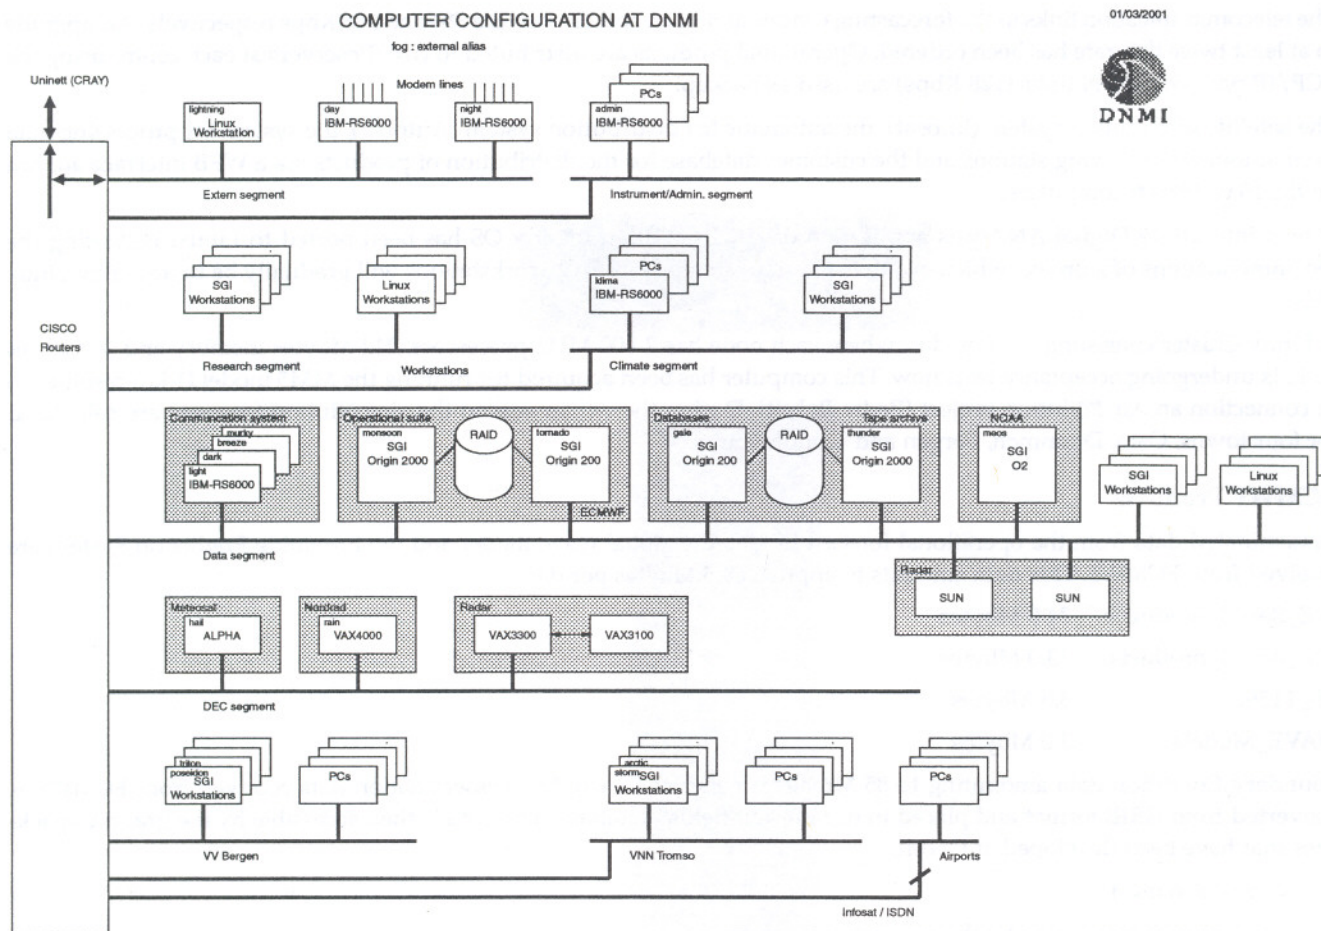 COMPUTER CONFIGURATION AT DNMI
01/03/2001
fog : external alias
Uninett (CRAY)
Modem lines
PCs
lightning
Linux
Workstation
day
IBM-RS6000
night
IBM-RS6000
admin
IBM-RS6000
DNMI
Extern segment
Instrument/Admin. segment
CISCO
Routers
SGI
Workstations
Linux
Workstations
PCs
klima
IBM-RS6000
SGI
Workstations
Research segment
Workstations
Climate segment
Communcation system
murky
breeze
dark
light
IBM-RS6000
Operational suite
monsoon
SGI
Origin 2000
RAID
tornado
SGI
Origin 200
ECMWF
Databases
gale
SGI
Origin 200
RAID
Tape archive
thunder
SGI
Origin 2000
NCAA
meos
SGI
O2
SGI
Workstations
Linux
Workstations
Data segment
Radar
SUN
SUN
Meteosat
hail
ALPHA
Nordrad
rain
VAX4000
Radar
VAX3300
VAX3100
DEC segment
triton
poseidon
SGI
Workstations
PCs
arctic
storm
SGI
Workstations
PCs
PCs
VV Bergen
VNN Tromso
Airports
Infosat / ISDN